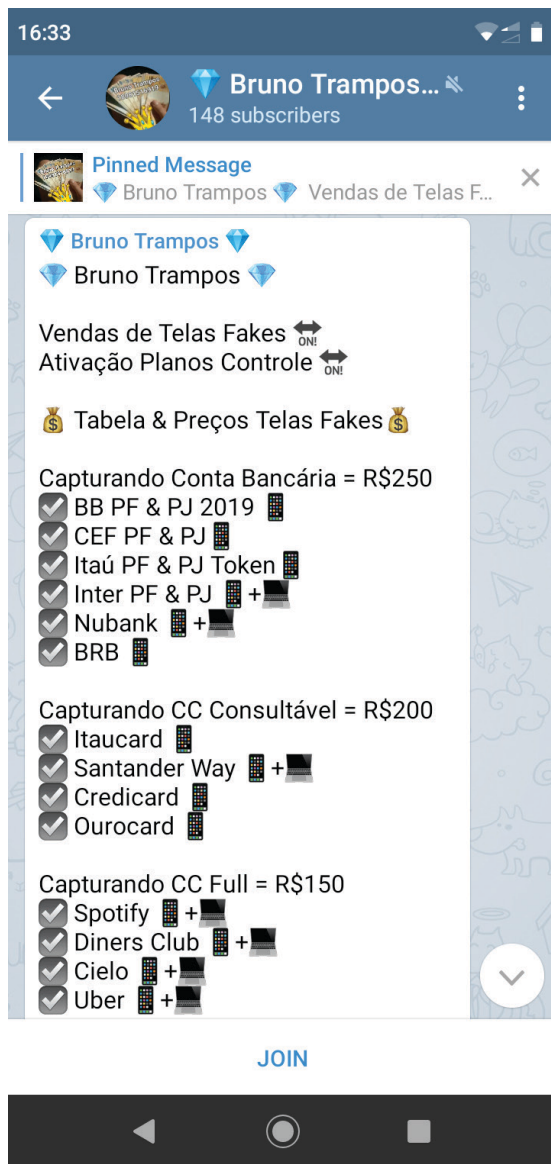 16:33
Bruno Trampos...
148 subscribers
Pinned Message
Bruno Trampos Vendas de Telas F...
Bruno Trampos
Bruno Trampos
Vendas de Telas Fakes ON!
Ativação Planos Controle ON!
Tabela & Preços Telas Fakes
Capturando Conta Bancária = R$250
BB PF & PJ 2019
CEF PF & PJ
Itaú PF & PJ Token
Inter PF & PJ +
Nubank +
BRB
Capturando CC Consultável = R$200
Itaucard
Santander Way +
Credicard
Ourocard
Capturando CC Full = R$150
Spotify +
Diners Club +
Cielo +
Uber +
JOIN